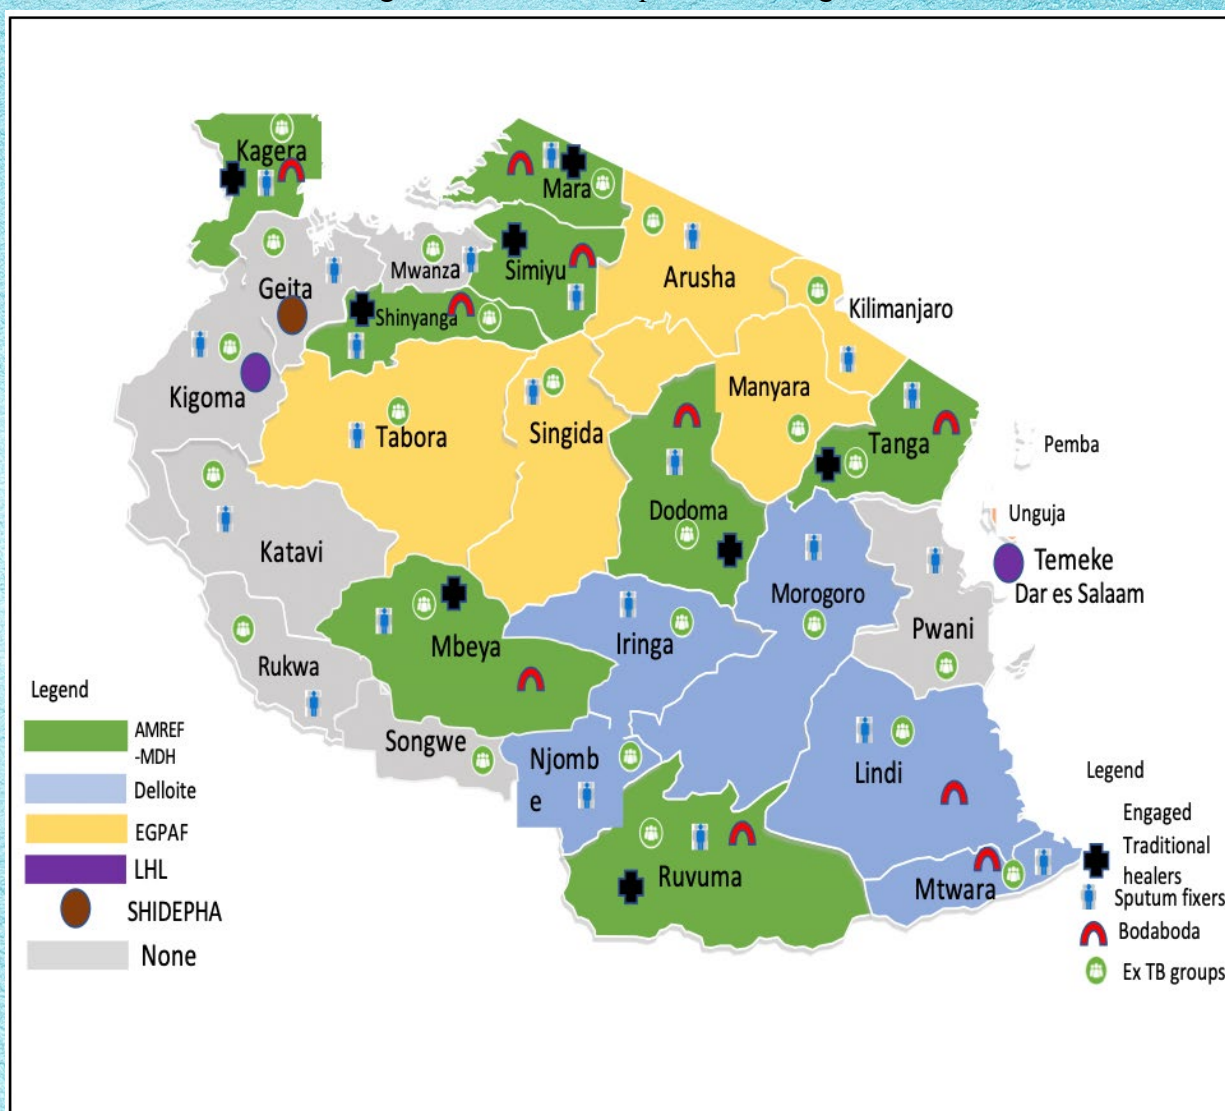 Kagera
Mara
Geita
Mwanza
Simiyu
Arusha
Shinyanga
Kilimanjaro
Kigoma
Manyara
Tabora
Singida
Tanga
Pemba
Dodoma
Unguja
Katavi
Temeke
Dar es Salaam
Morogoro
Pwani
Mbeya
Iringa
Rukwa
Songwe
Njomb
e
Lindi
Ruvuma
Mtwara
Legend
AMREF
-MDH
Delloite
EGPAF
LHL
SHIDEPHA
None
Legend
Engaged
Traditional
healers
Sputum fixers
Bodaboda
Ex TB groups